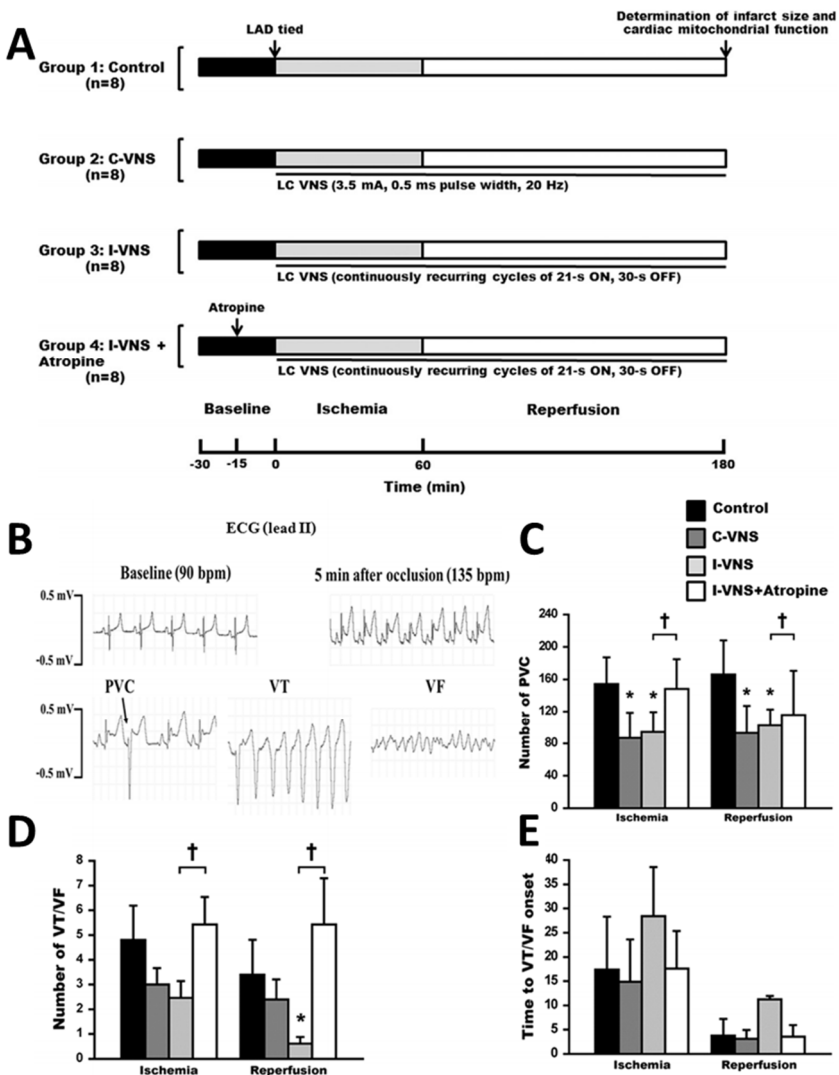 A
LAD tied
Determination of infarct size and
cardiac mitochondrial function
Group 1: Control
(n=8)
Group 2: C-VNS
(n=8)
LC VNS (3.5 mA, 0.5 ms pulse width, 20 Hz)
Group 3: I-VNS
(n=8)
LC VNS (continuously recurring cycles of 21-s ON, 30-s OFF)
Atropine
Group 4: I-VNS +
Atropine
(n=8)
LC VNS (continuously recurring cycles of 21-s ON, 30-s OFF)
Baseline Ischemia Reperfusion
-30 -15 0 60 180
Time (min)
B
ECG (lead II)
Baseline (90 bpm)
5 min after occlusion (135 bpm)
0.5 mV
-0.5 mV
PVC VT VF
0.5 mV
-0.5 mV
C
Control
C-VNS
I-VNS
I-VNS+Atropine
Number of PVC
240
200
160
120
80
40
0
* * †
* * †
Ischemia Reperfusion
D
Number of VT/VF
8
7
6
5
4
3
2
1
0
† †
*
Ischemia Reperfusion
E
Time to VT/VF onset
40
35
30
25
20
15
10
5
0
Ischemia Reperfusion